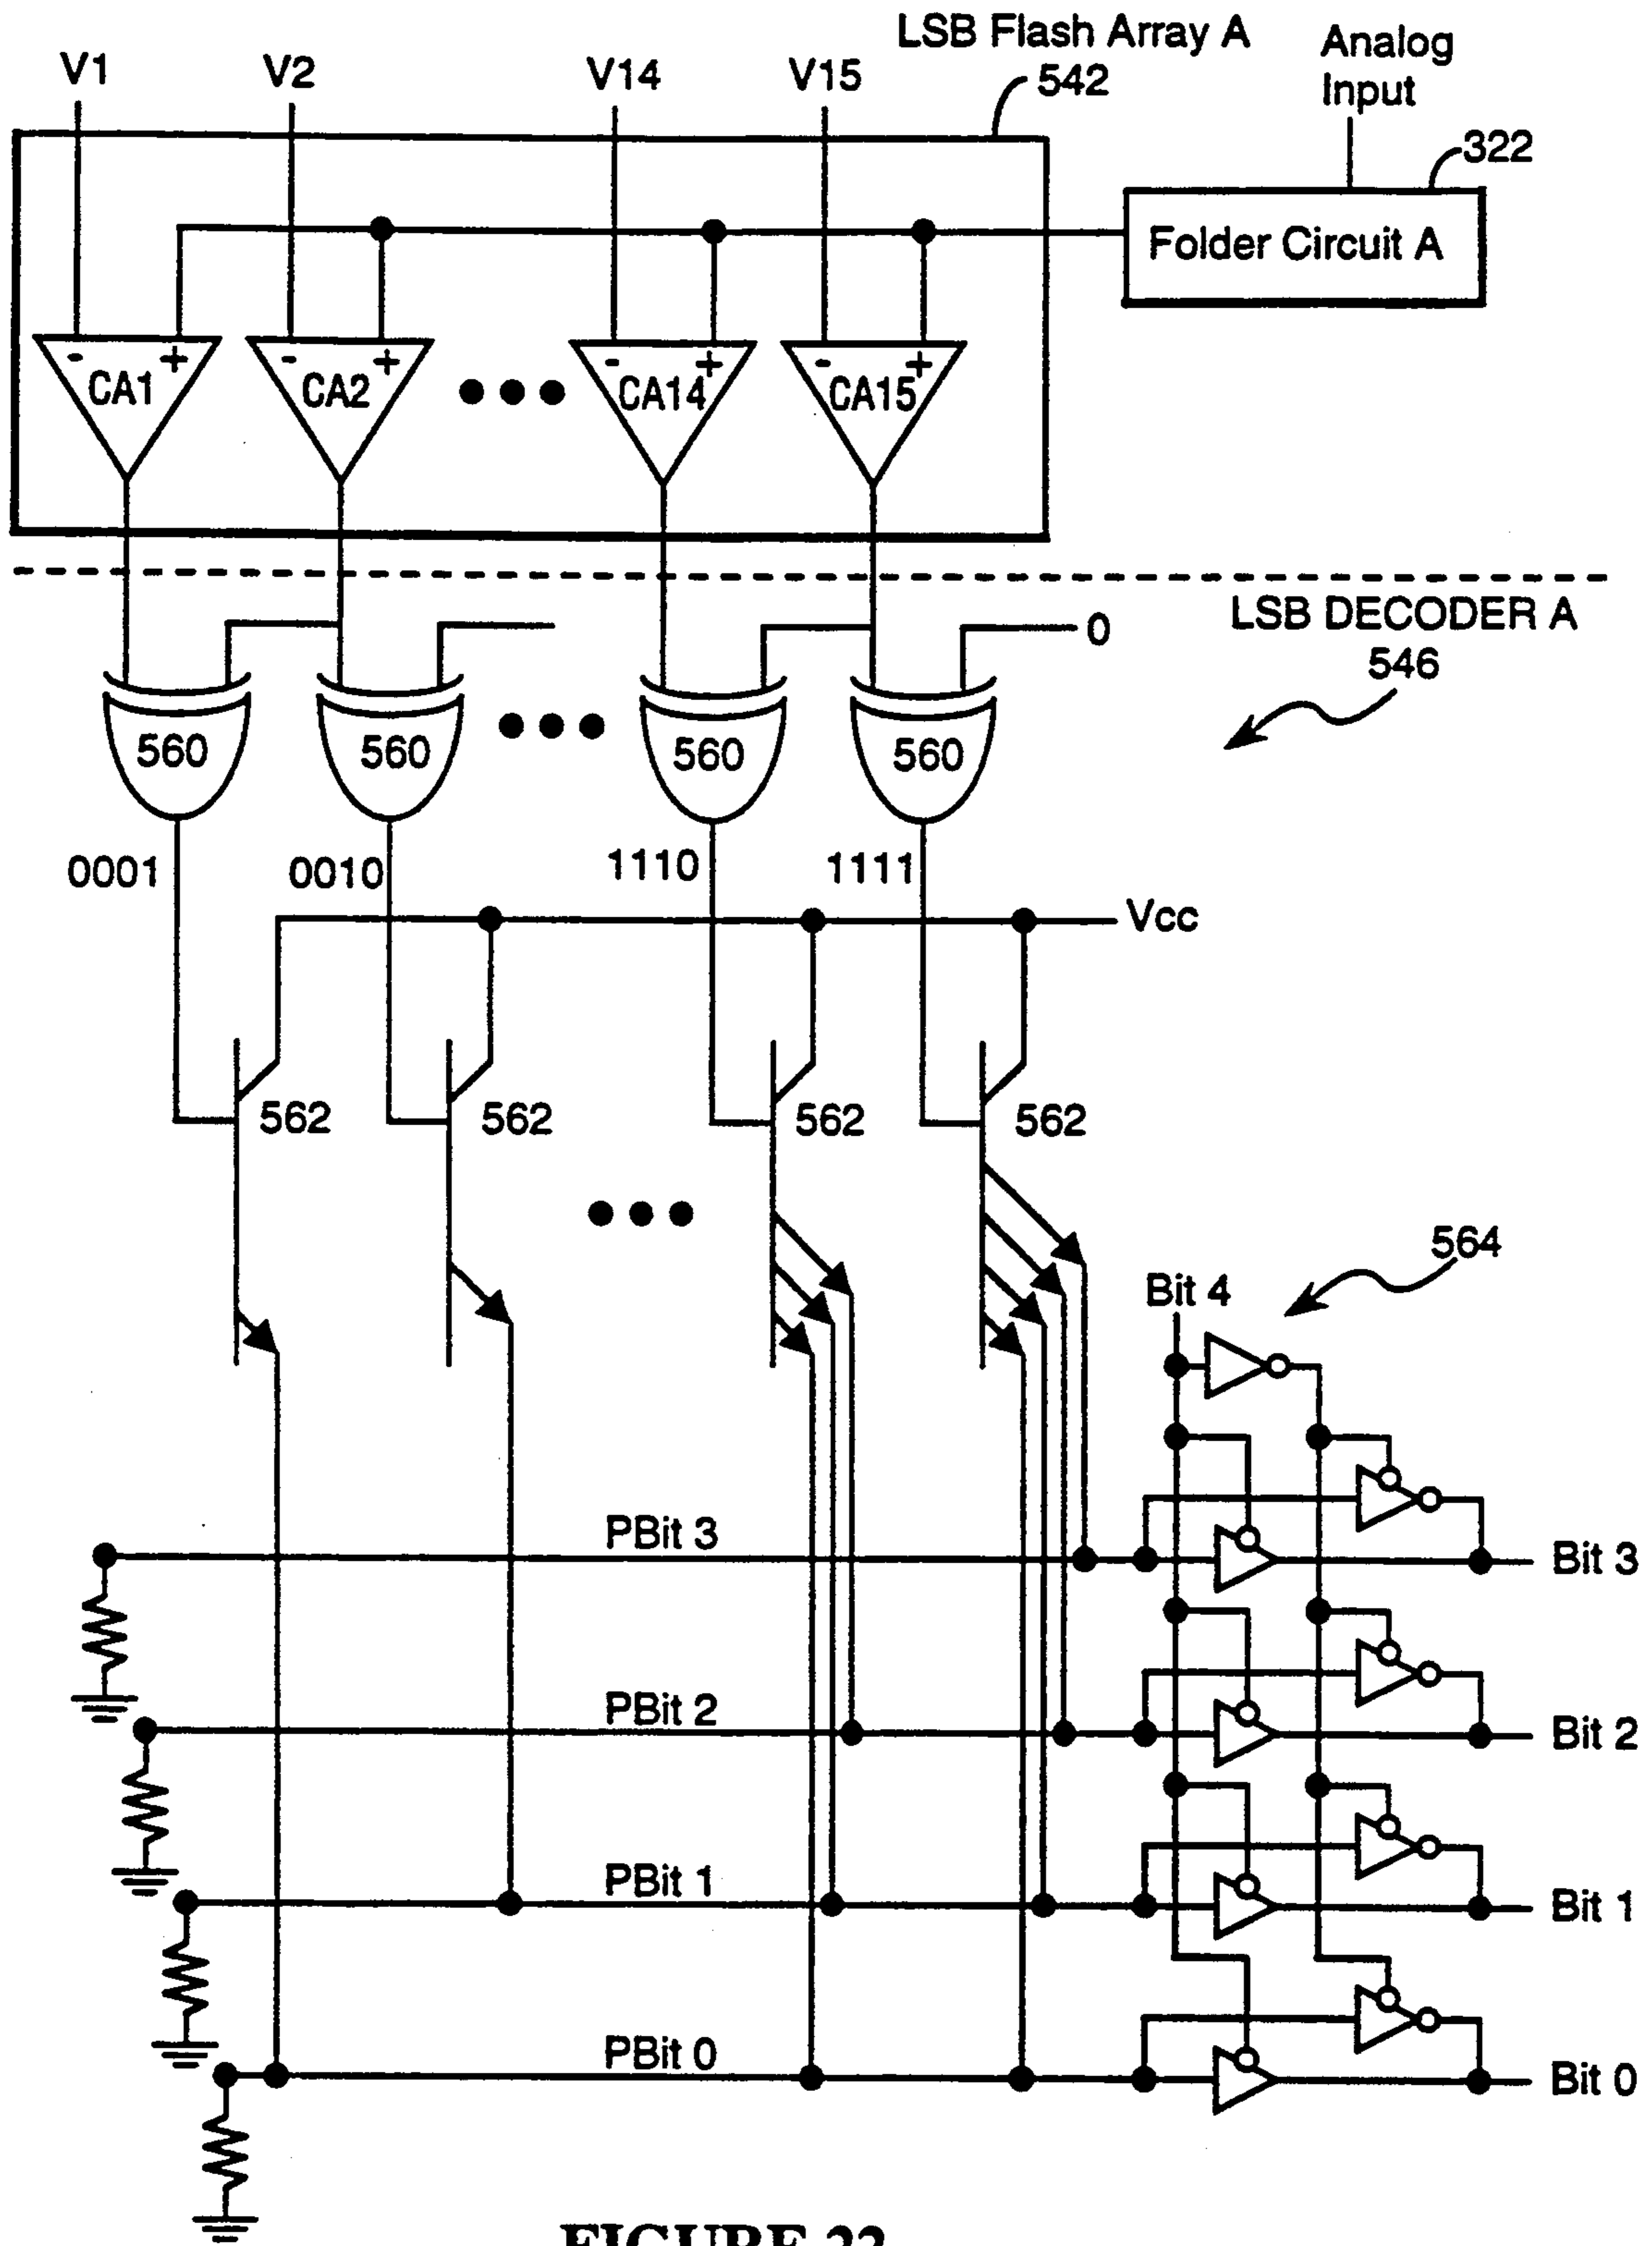 LSB Flash Array A
542
Analog
Input
V1
V2
V14
V15
322
Folder Circuit A
- +
CA1
- +
CA2
- +
CA14
- +
CA15
LSB DECODER A
546
0
560
560
560
560
0001
0010
1110
1111
Vcc
562
562
562
562
564
Bit 4
PBit 3
Bit 3
PBit 2
Bit 2
PBit 1
Bit 1
PBit 0
Bit 0
FIGURE 22